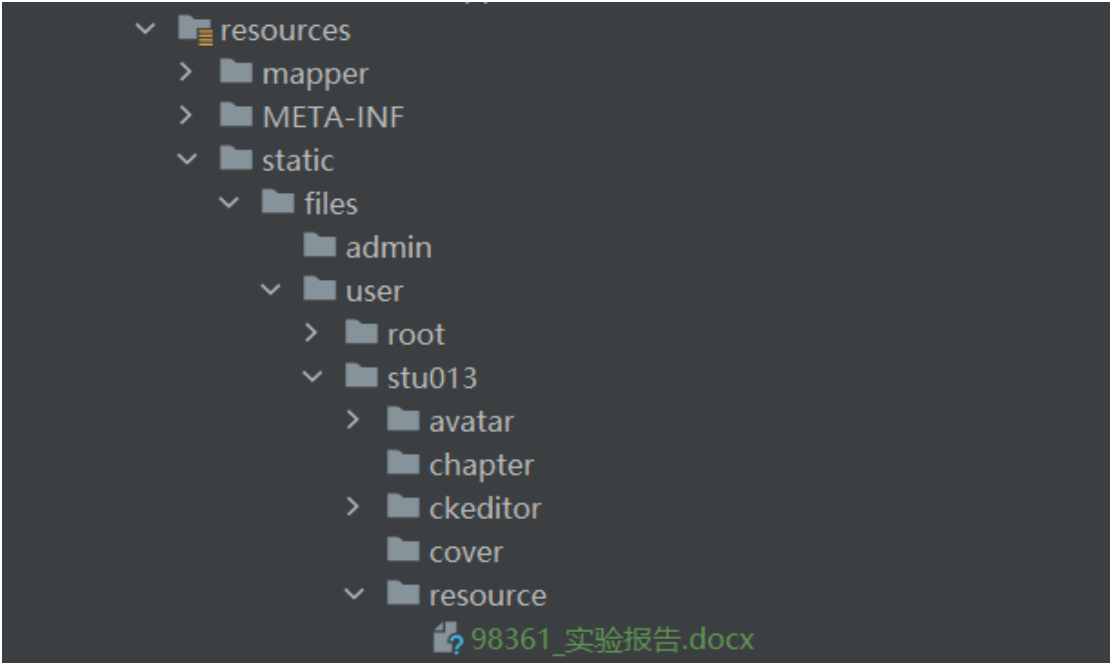 resources
mapper
META-INF
static
files
admin
user
root
stu013
avatar
chapter
ckeditor
cover
resource
98361_实验报告.docx